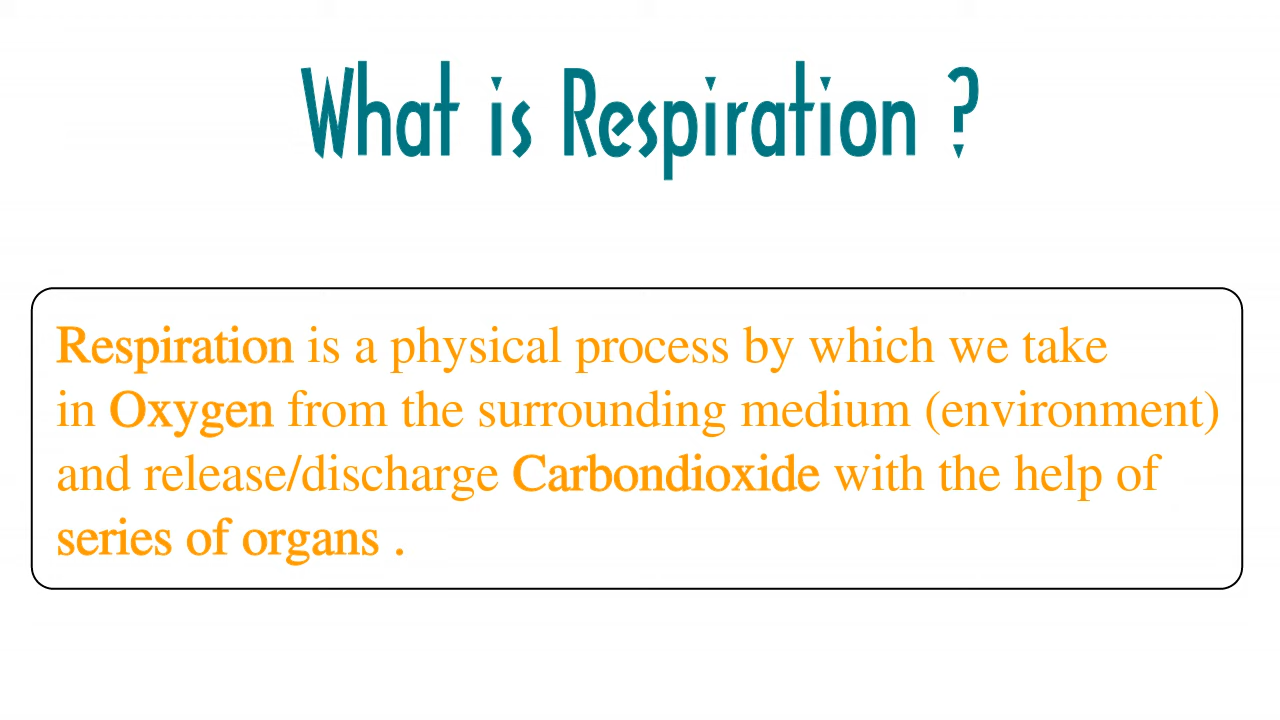 What is Respiration ?
Respiration is a physical process by which we take
in Oxygen from the surrounding medium (environment)
and release/discharge Carbondioxide with the help of
series of organs .